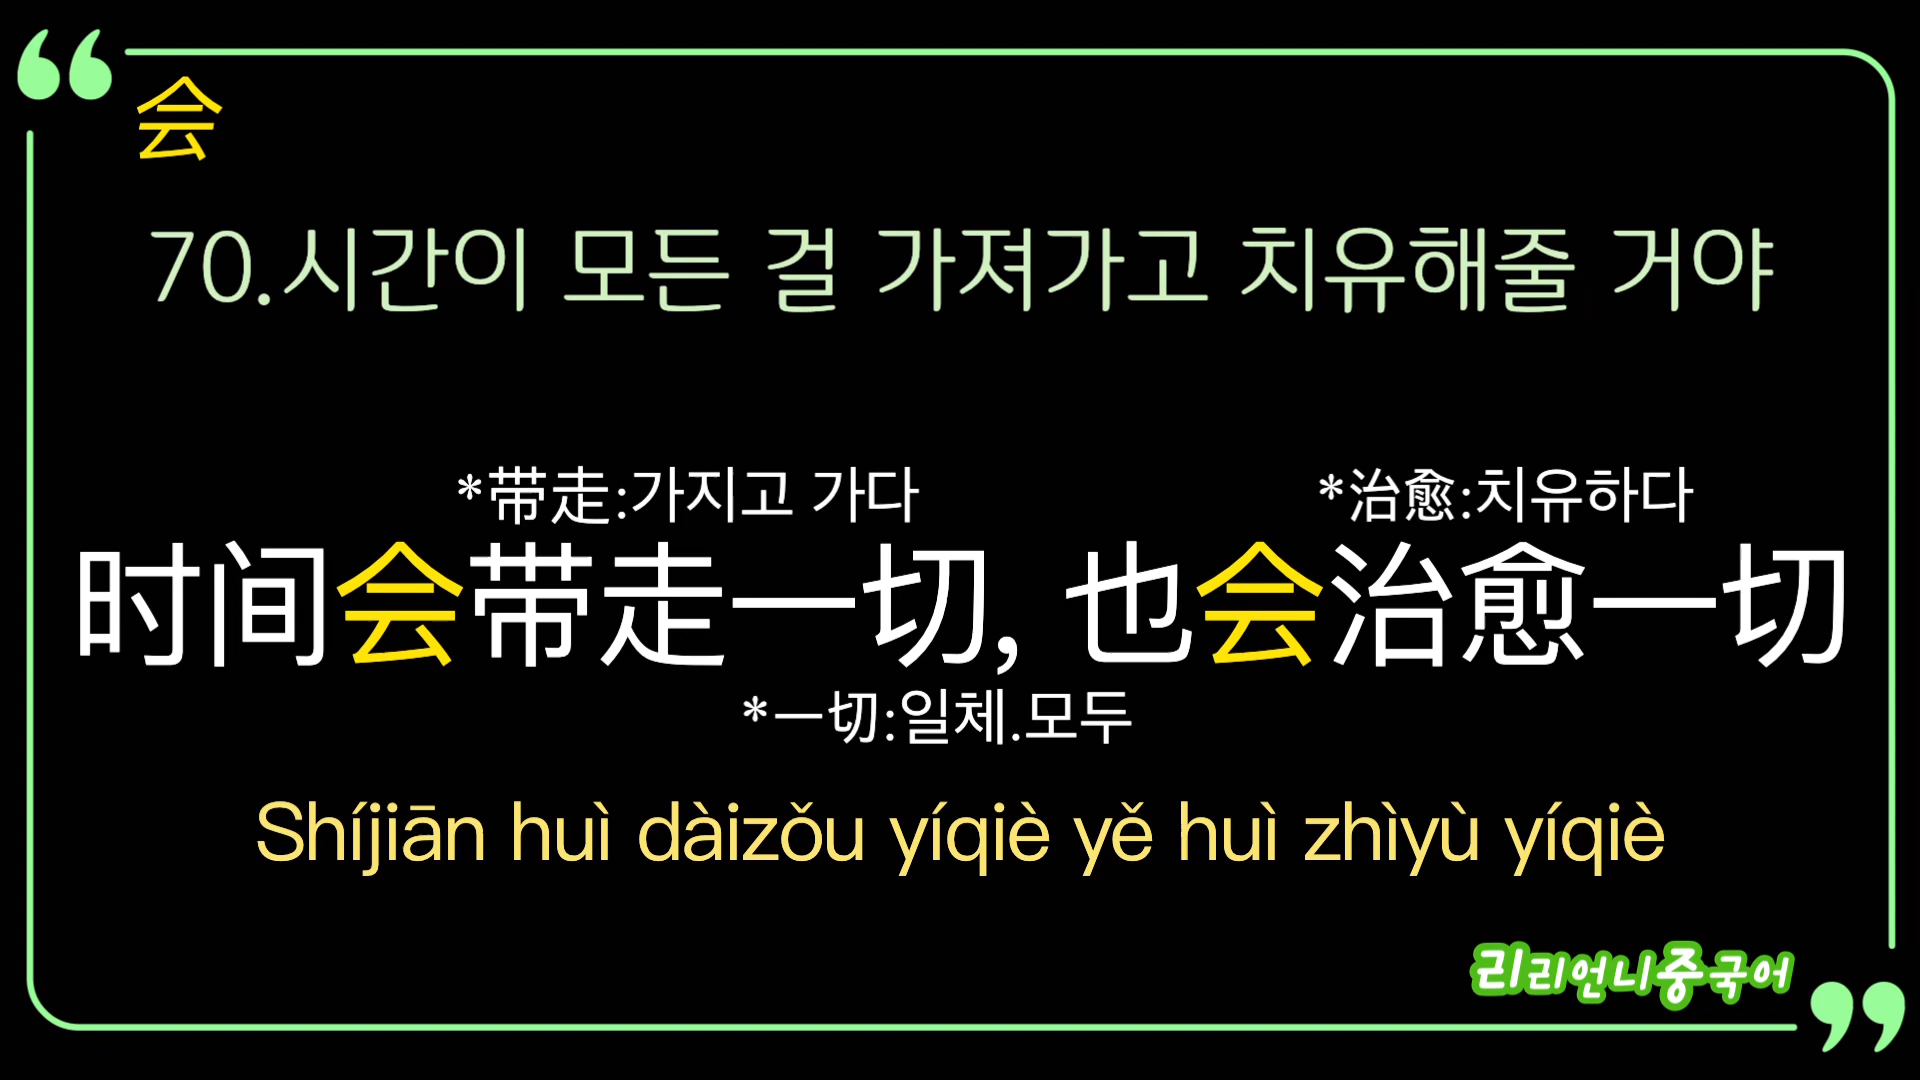 会
70.시간이 모든 걸 가져가고 치유해줄 거야
*带走:가지고 가다 *治愈:치유하다
时间会带走一切, 也会治愈一切
*一切:일체.모두
Shíjiān huì dàizǒu yíqiè yě huì zhìyù yíqiè
리리언니중국어